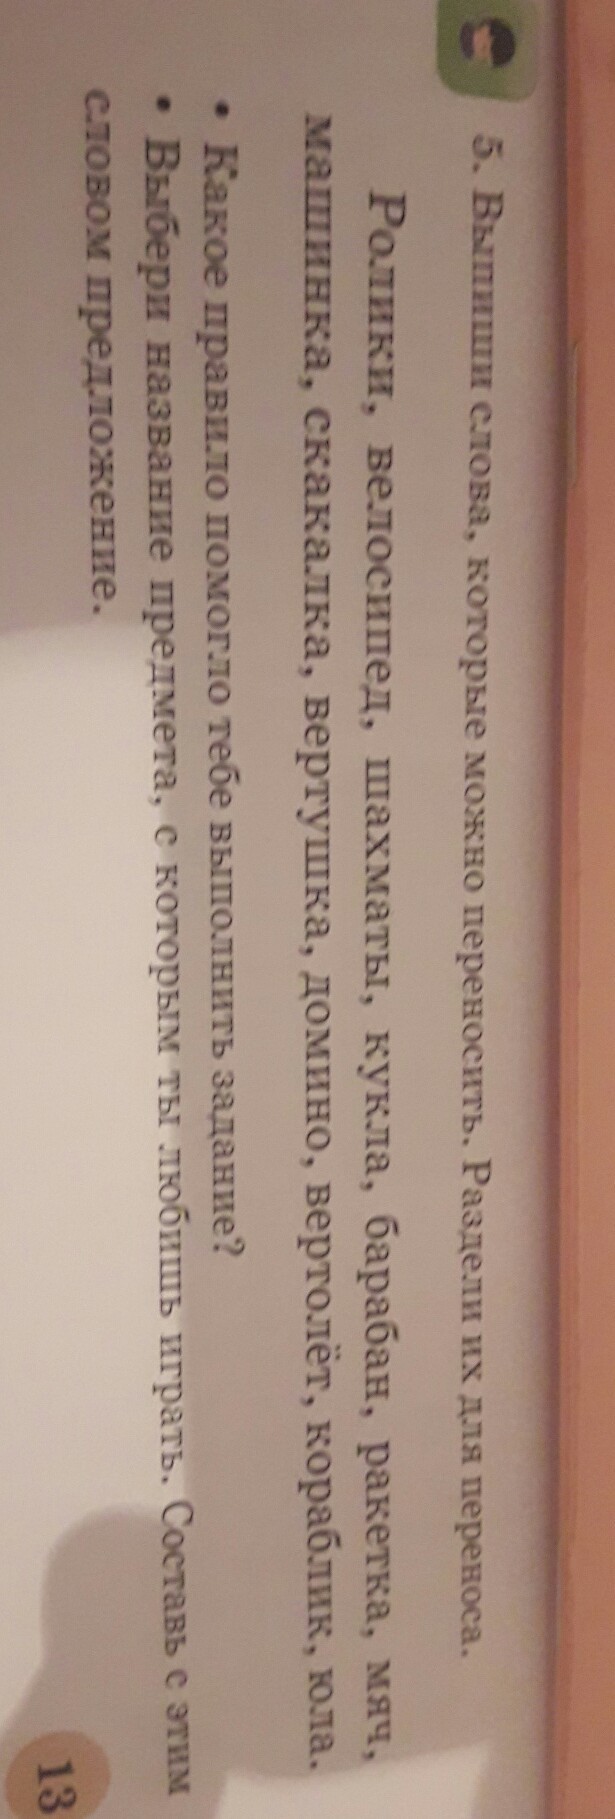 5. Выпиши слова, которые можно переносить. Раздели их для переноса.
Ролики, велосипед, шахматы, кукла, барабан, ракетка, мяч,
машинка, скакалка, вертушка, домино, вертолёт, кораблик, юла.
• Какое правило помогло тебе выполнить задание?
• Выбери название предмета, с которым ты любишь играть. Составь с этим
словом предложение.
13